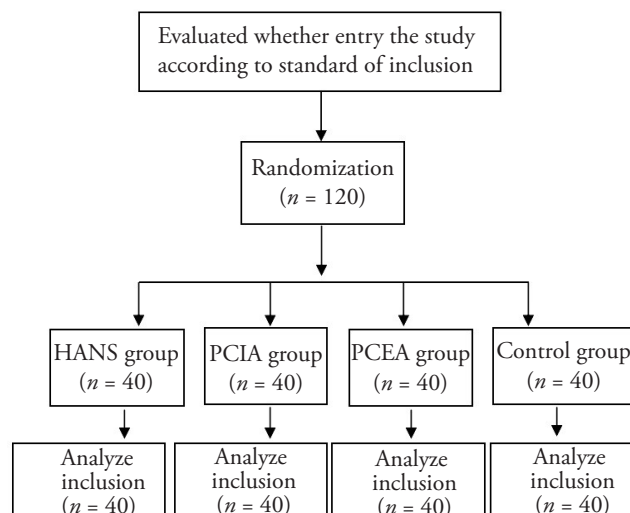 Evaluated whether entry the study
according to standard of inclusion
Randomization
(n = 120)
HANS group
(n = 40)
PCIA group
(n = 40)
PCEA group
(n = 40)
Control group
(n = 40)
Analyze
inclusion
(n = 40)
Analyze
inclusion
(n = 40)
Analyze
inclusion
(n = 40)
Analyze
inclusion
(n = 40)